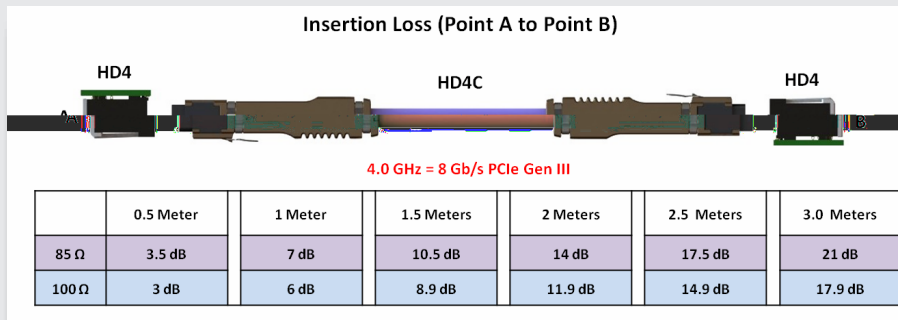 Insertion Loss (Point A to Point B)
HD4
HD4C
HD4
A
B
4.0 GHz = 8 Gb/s PCIe Gen III
0.5 Meter 1 Meter 1.5 Meters 2 Meters 2.5 Meters 3.0 Meters
85 Ω 3.5 dB 7 dB 10.5 dB 14 dB 17.5 dB 21 dB
100 Ω 3 dB 6 dB 8.9 dB 11.9 dB 14.9 dB 17.9 dB